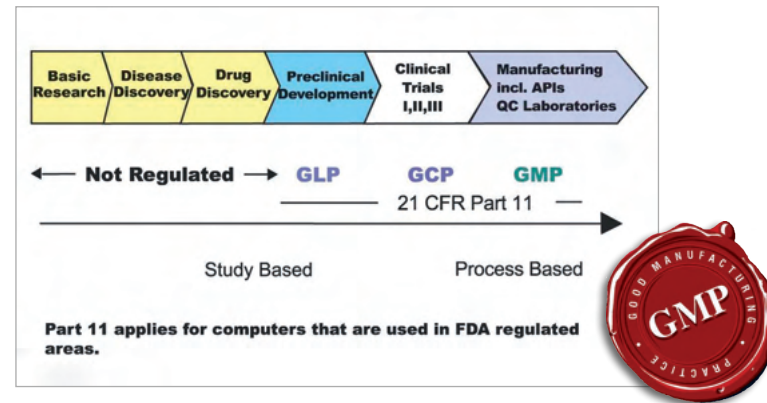 Basic
Research
Disease
Discovery
Drug
Discovery
Preclinical
Development
Clinical
Trials
I,II,III
Manufacturing
incl. APIs
QC Laboratories
Not Regulated
GLP
GCP
GMP
21 CFR Part 11
Study Based
Process Based
Part 11 applies for computers that are used in FDA regulated
areas.
GOOD MANUFACTURING
GMP
PRACTICE